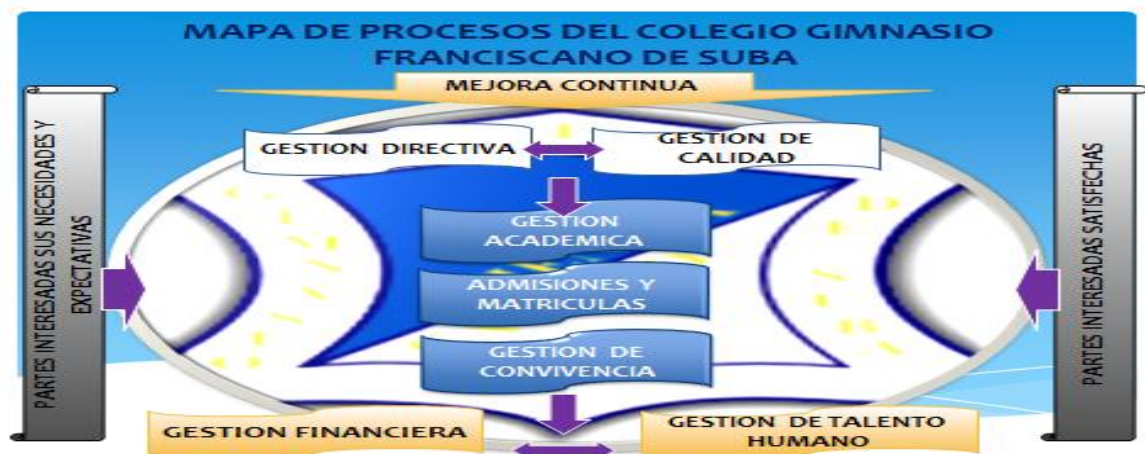 MAPA DE PROCESOS DEL COLEGIO GIMNASIO
FRANCISCANO DE SUBA
MEJORA CONTINUA
PARTES INTERESADAS SUS NECESIDADES Y
EXPECTATIVAS
GESTION DIRECTIVA
GESTION DE
CALIDAD
GESTION
ACADEMICA
ADMISIONES Y
MATRICULAS
GESTION DE
CONVIVENCIA
GESTION FINANCIERA
GESTION DE TALENTO
HUMANO
PARTES INTERESADAS SATISFECHAS